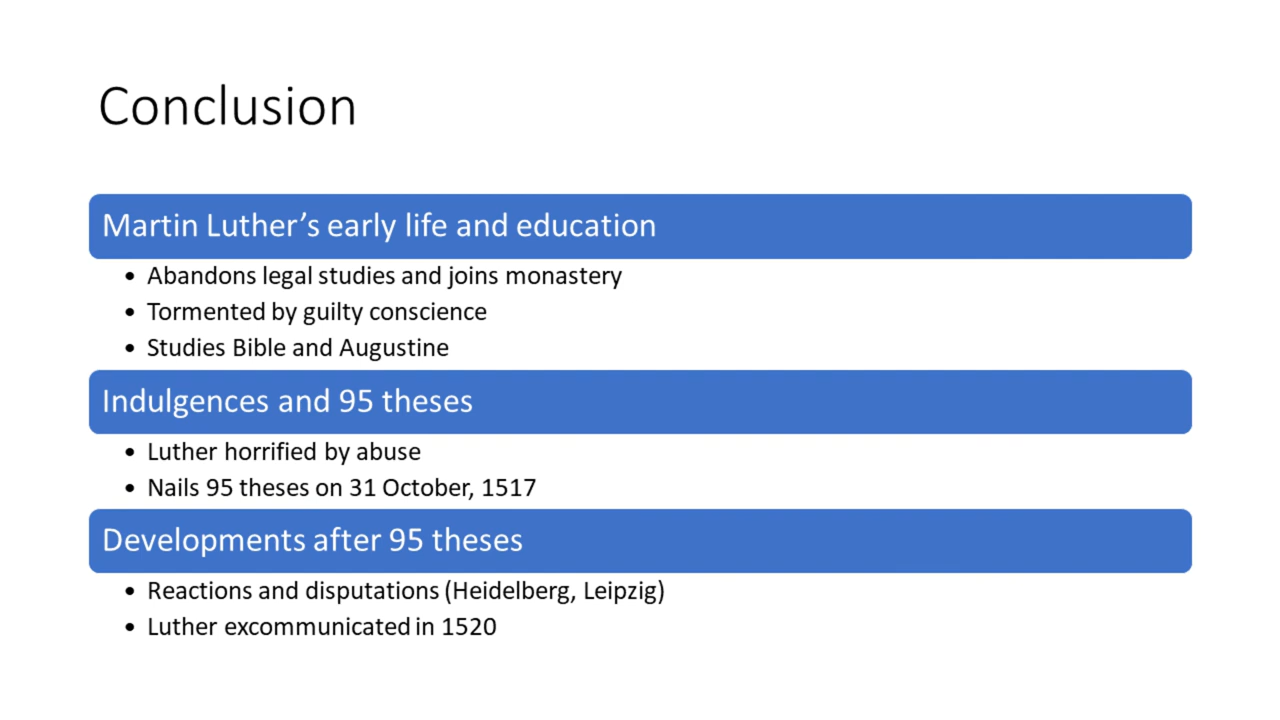 Conclusion
Martin Luther’s early life and education
• Abandons legal studies and joins monastery
• Tormented by guilty conscience
• Studies Bible and Augustine
Indulgences and 95 theses
• Luther horrified by abuse
• Nails 95 theses on 31 October, 1517
Developments after 95 theses
• Reactions and disputations (Heidelberg, Leipzig)
• Luther excommunicated in 1520